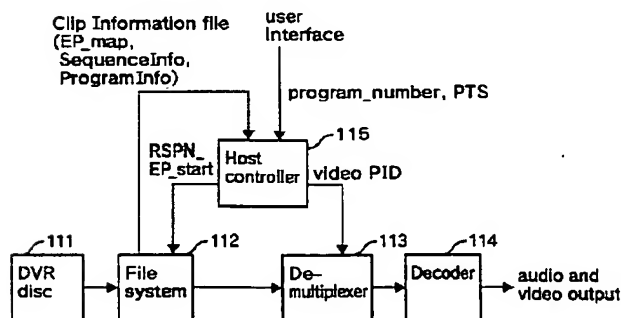 Clip Information file
(EP_map,
SequenceInfo,
ProgramInfo)
user
Interface
program_number, PTS
115
RSPN_
EP_start
Host
controller
video PID
111
112
113
114
DVR
disc
File
system
De-
multiplexer
Decoder
audio and
video output